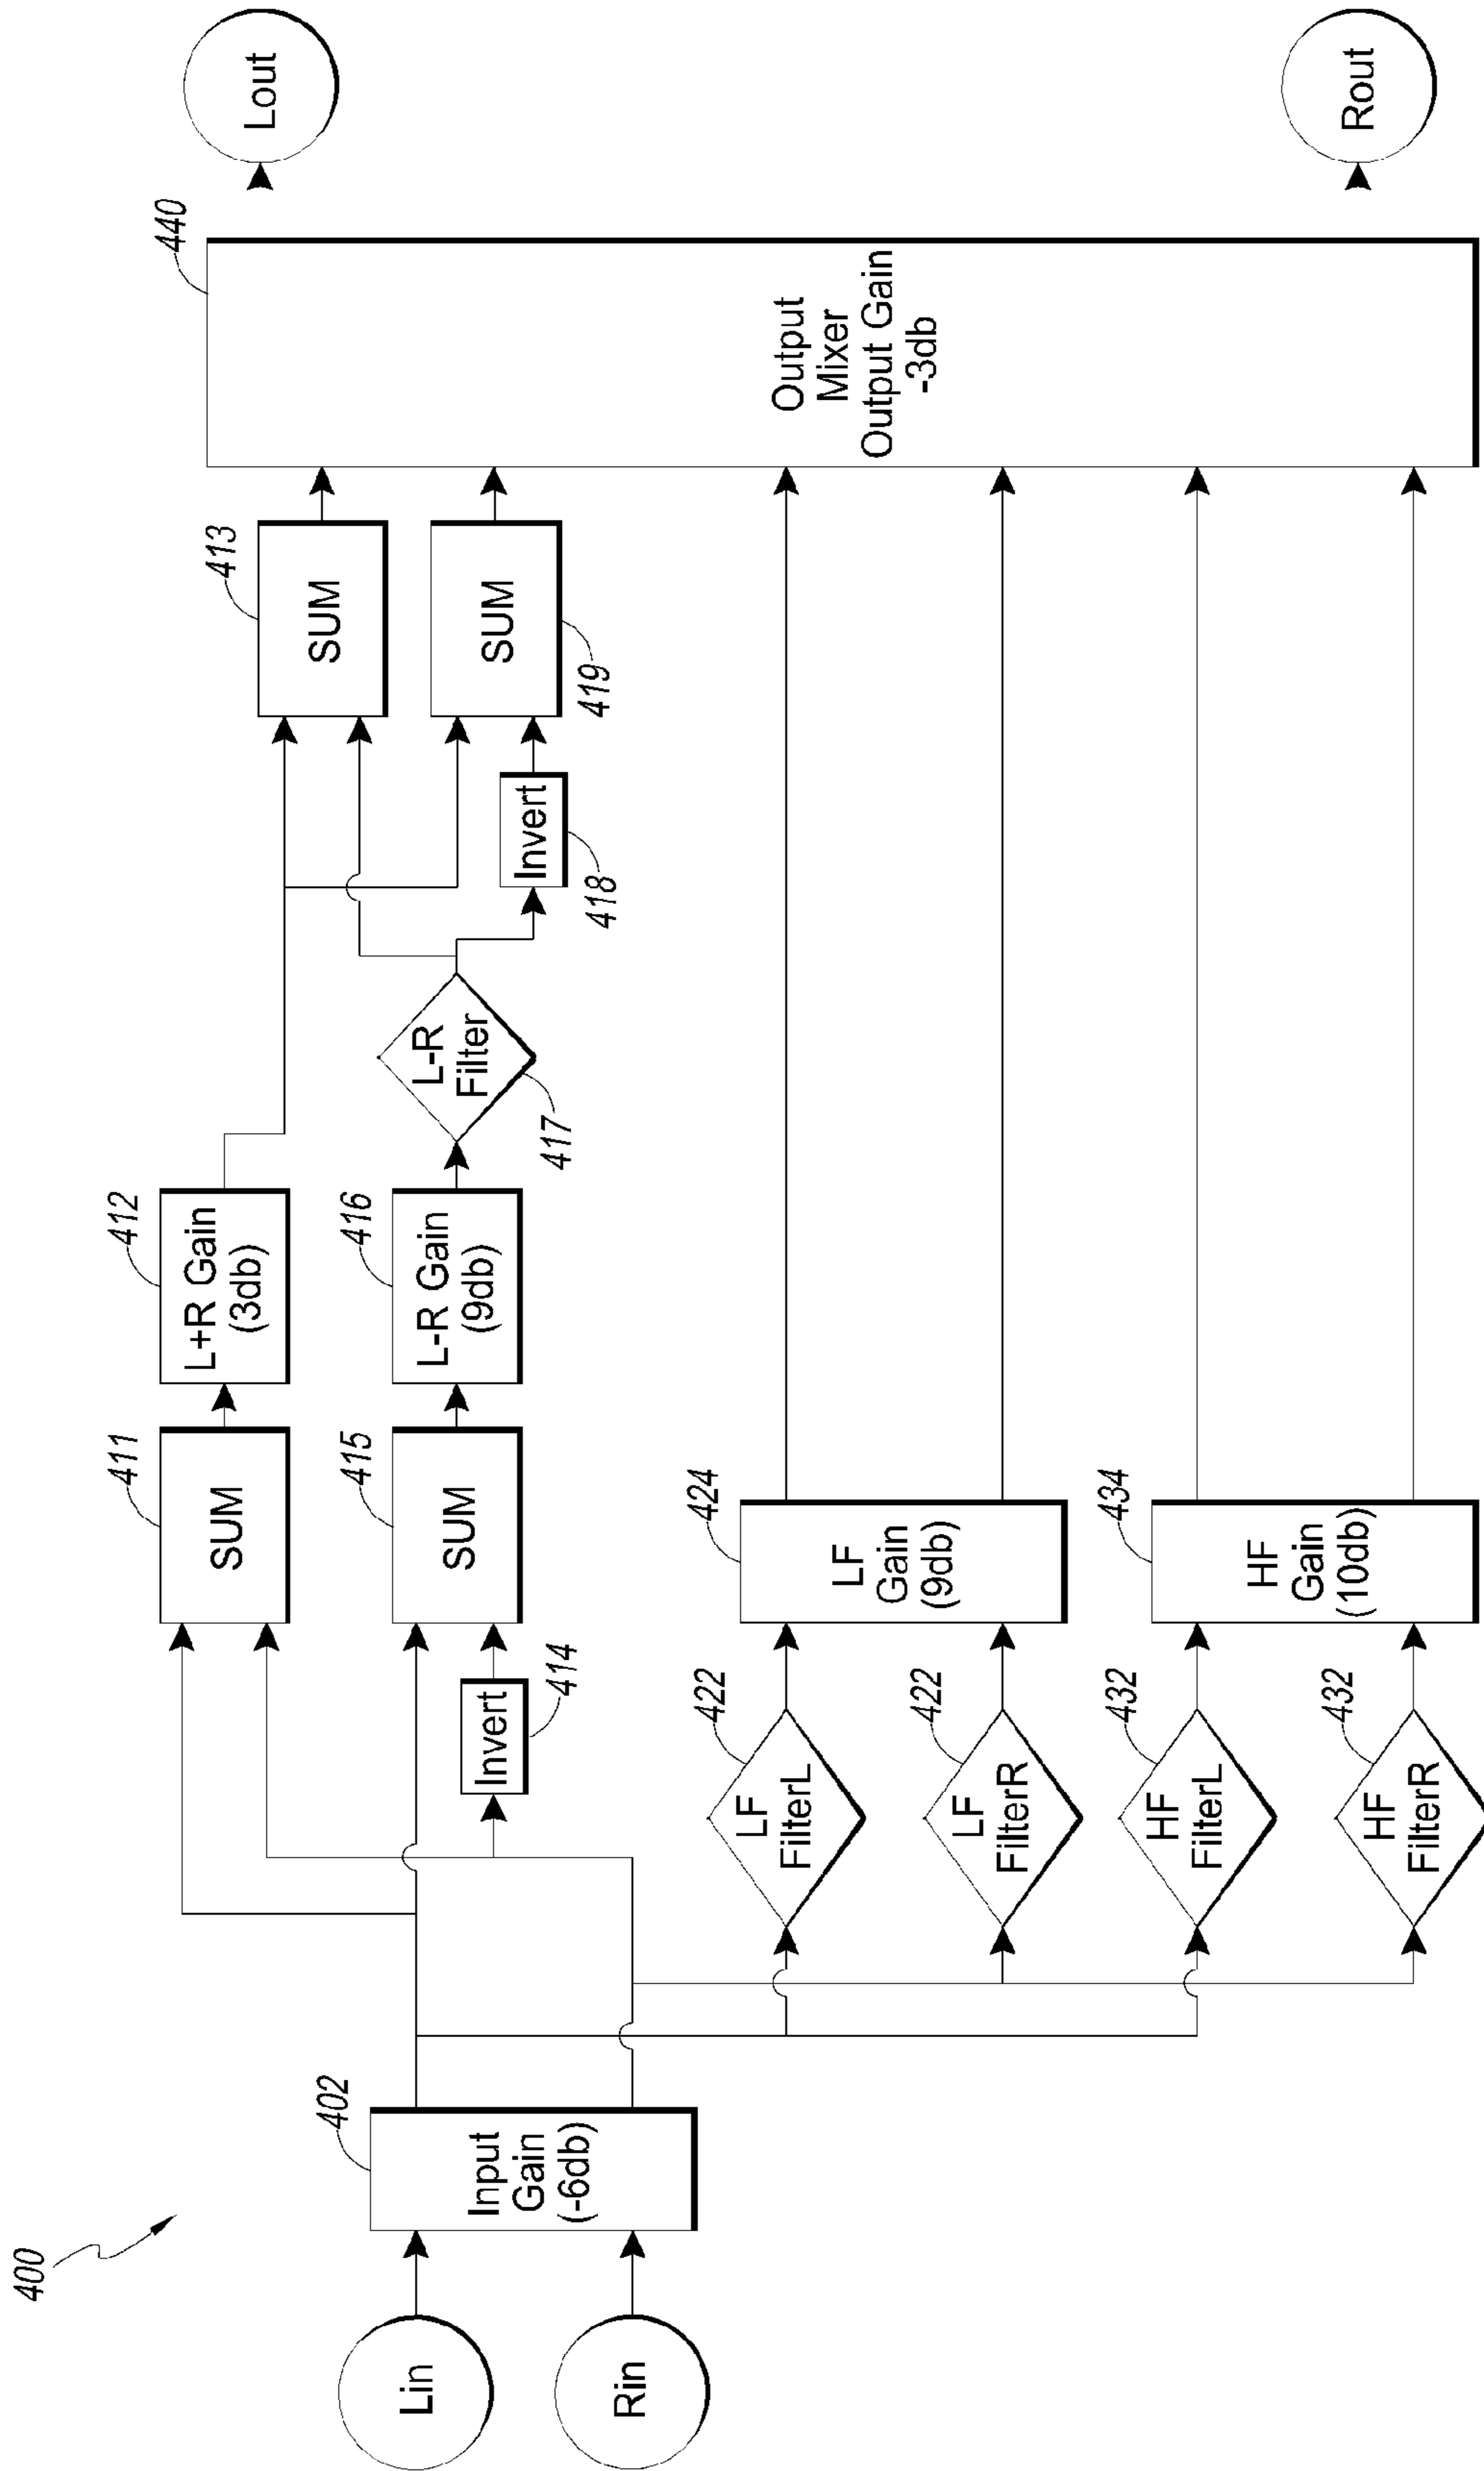 400
Lin
Rin
402
Input
Gain
(-6db)
411
SUM
412
L+R Gain
(3db)
Invert
414
415
SUM
416
L-R Gain
(9db)
L-R
Filter
417
Invert
418
413
SUM
SUM
419
422
LF
FilterL
422
LF
FilterR
424
LF
Gain
(9db)
432
HF
FilterL
432
HF
FilterR
434
HF
Gain
(10db)
440
Output
Mixer
Output Gain
-3db
Lout
Rout